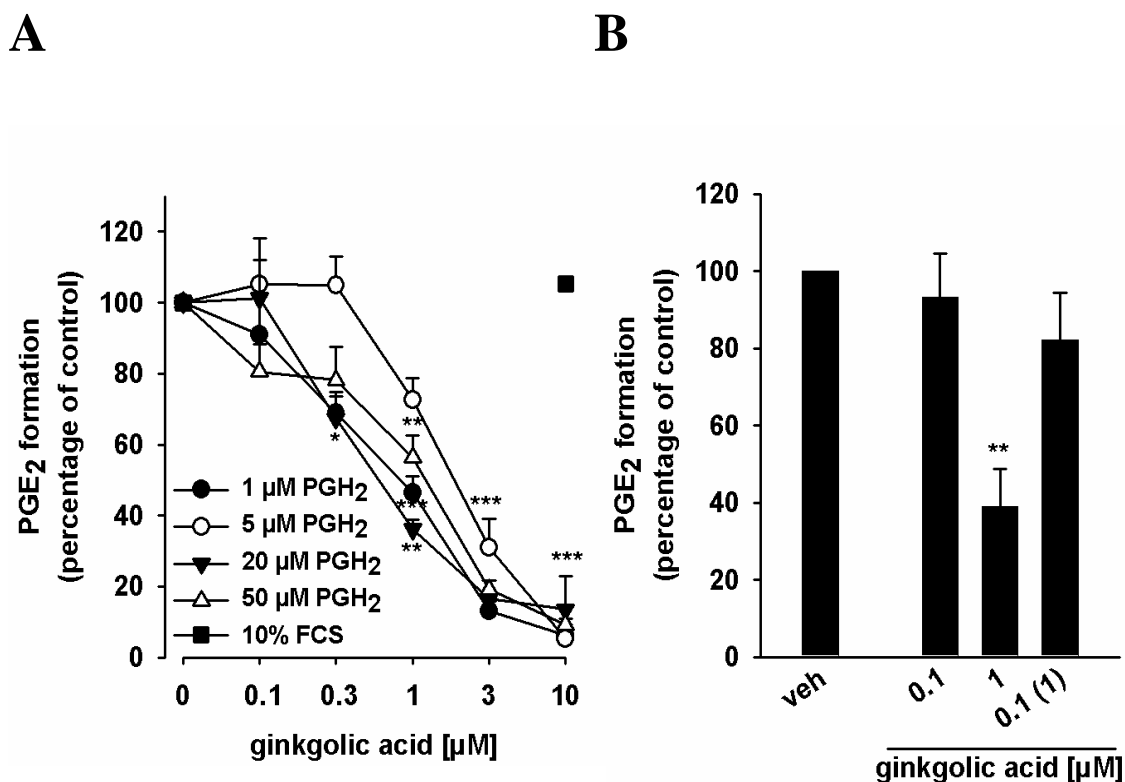 A
B
120
100
80
60
40
20
0
PGE₂ formation
(percentage of control)
**
*
***
***
**
***
1 µM PGH₂
5 µM PGH₂
20 µM PGH₂
50 µM PGH₂
10% FCS
0 0.1 0.3 1 3 10
ginkgolic acid [µM]
120
100
80
60
40
20
0
PGE₂ formation
(percentage of control)
**
veh 0.1 1 0.1 (1)
ginkgolic acid [µM]